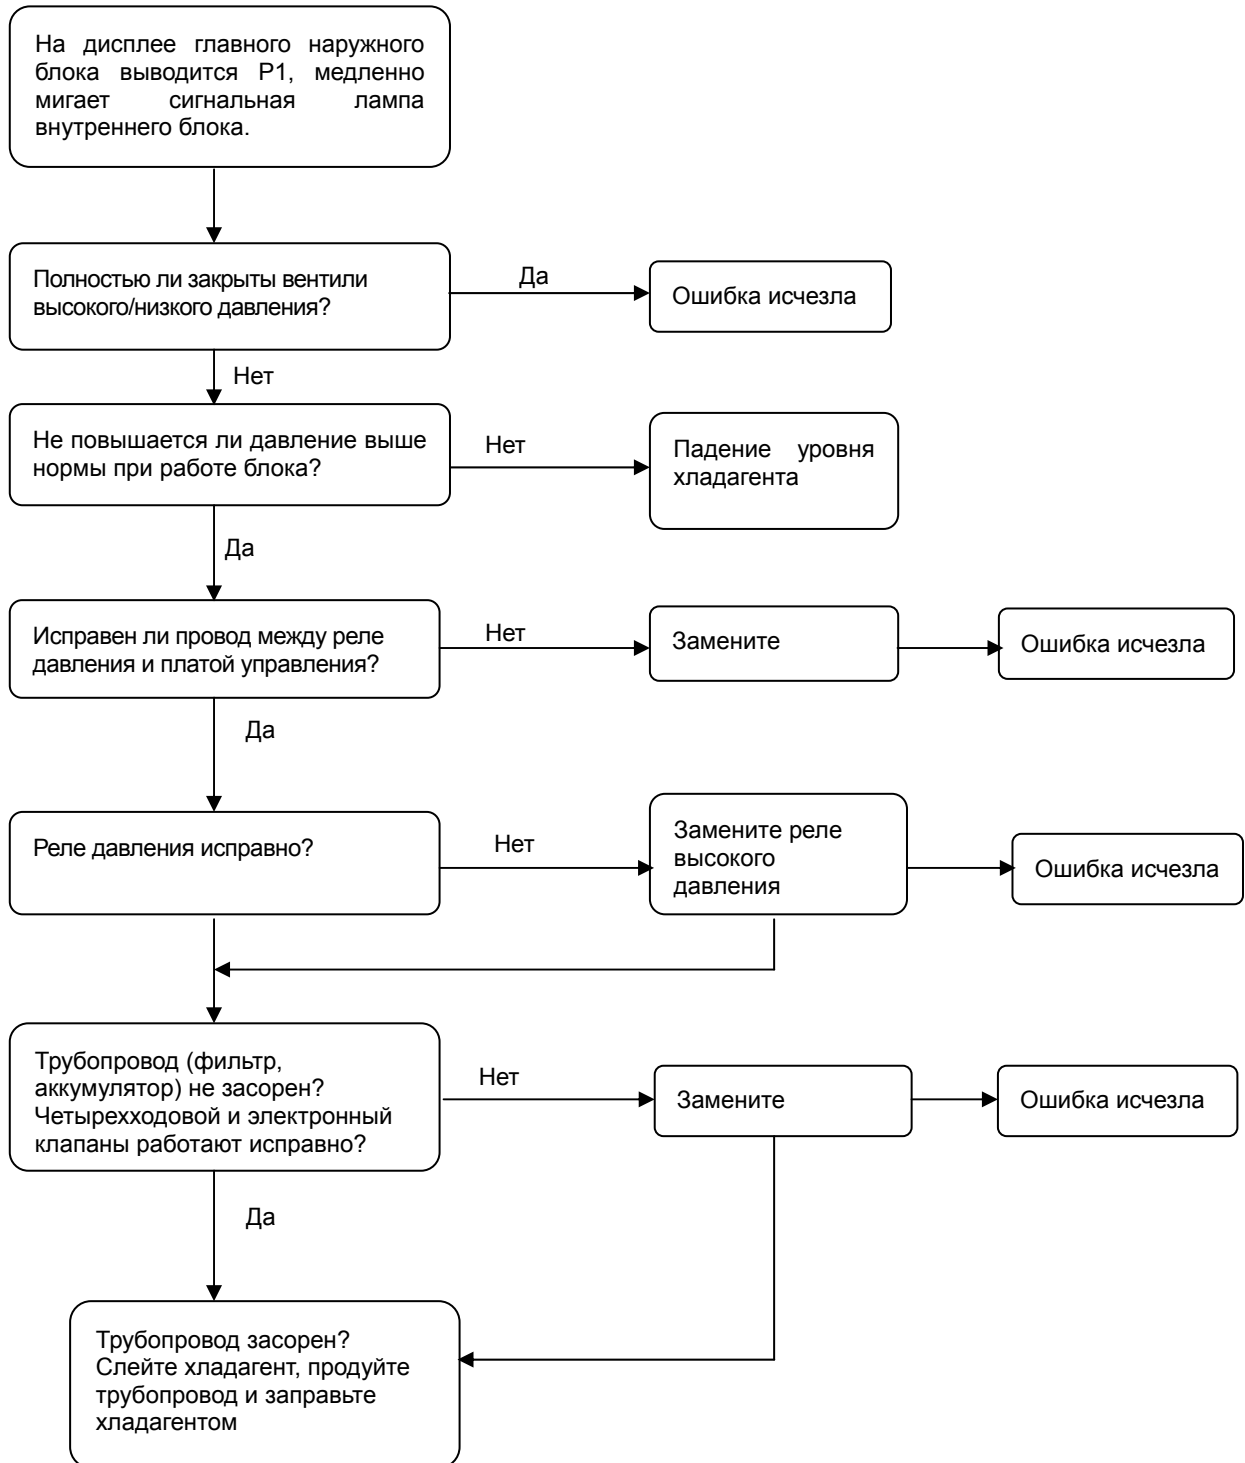 На дисплее главного наружного
блока выводится P1, медленно
мигает сигнальная лампа
внутреннего блока.
Полностью ли закрыты вентили
высокого/низкого давления?
Да
Ошибка исчезла
Нет
Не повышается ли давление выше
нормы при работе блока?
Нет
Падение уровня
хладагента
Да
Исправен ли провод между реле
давления и платой управления?
Нет
Замените
Ошибка исчезла
Да
Реле давления исправно?
Нет
Замените реле
высокого
давления
Ошибка исчезла
Трубопровод (фильтр,
аккумулятор) не засорен?
Четырехходовой и электронный
клапаны работают исправно?
Нет
Замените
Ошибка исчезла
Да
Трубопровод засорен?
Слейте хладагент, продуйте
трубопровод и заправьте
хладагентом